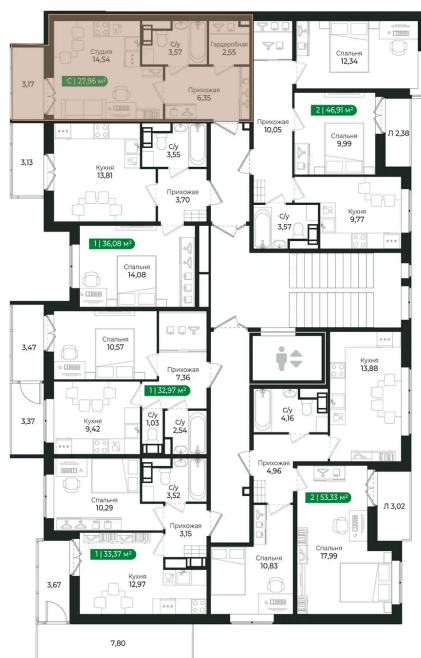 Студия
14,54
С/у
3,57
Гардеробная
2,55
С | 27,96 м²
3,17
Прихожая
6,35
Спальня
12,34
2 | 46,91 м²
Спальня
9,99
Л 2,38
Прихожая
10,05
3,13
Кухня
13,81
С/у
3,55
Прихожая
3,70
С/у
3,57
Кухня
9,77
1 | 36,08 м²
Спальня
14,08
3,47
Спальня
10,57
Прихожая
7,36
1 | 32,97 м²
3,37
Кухня
9,42
С/у
1,03
С/у
2,54
Кухня
13,88
С/у
4,16
Прихожая
4,96
Спальня
10,29
С/у
3,52
Прихожая
3,15
2 | 53,33 м²
Спальня
17,99
Л 3,02
1 | 33,37 м²
Кухня
12,97
3,67
Спальня
10,83
7,80